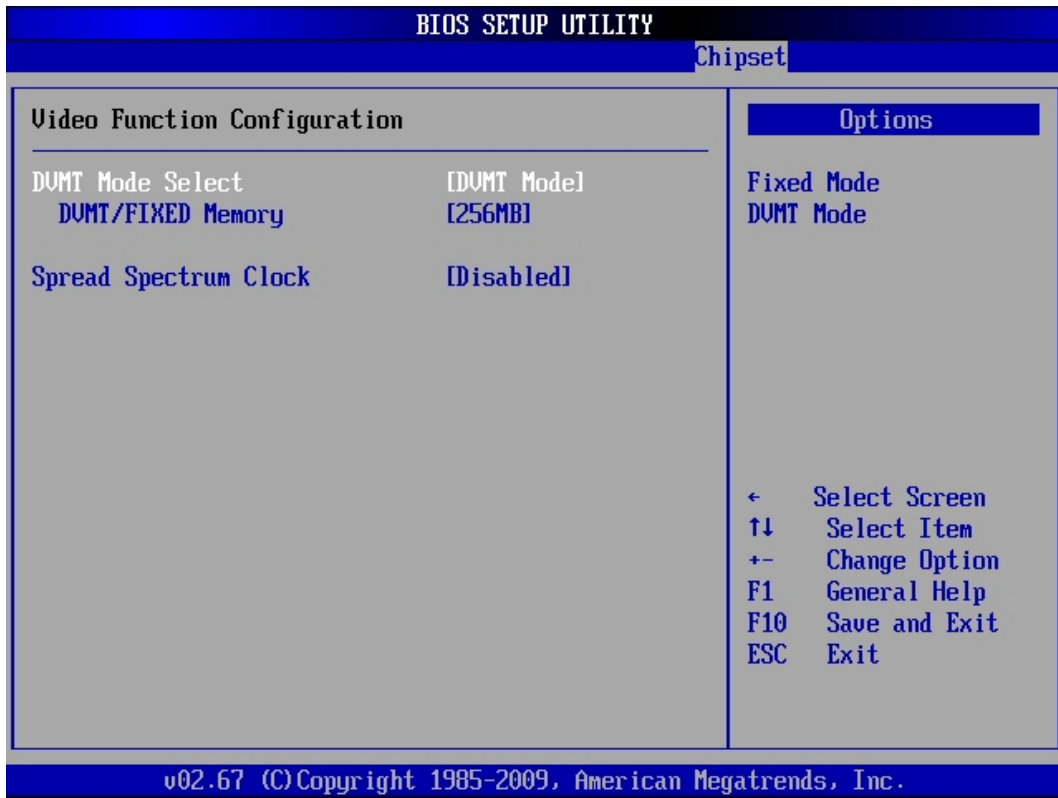 BIOS SETUP UTILITY
Chipset
Video Function Configuration
DVMT Mode Select [DVMT Mode]
DVMT/FIXED Memory [256MB]
Spread Spectrum Clock [Disabled]
Options
Fixed Mode
DVMT Mode
← Select Screen
↑↓ Select Item
+- Change Option
F1 General Help
F10 Save and Exit
ESC Exit
v02.67 (C)Copyright 1985-2009, American Megatrends, Inc.